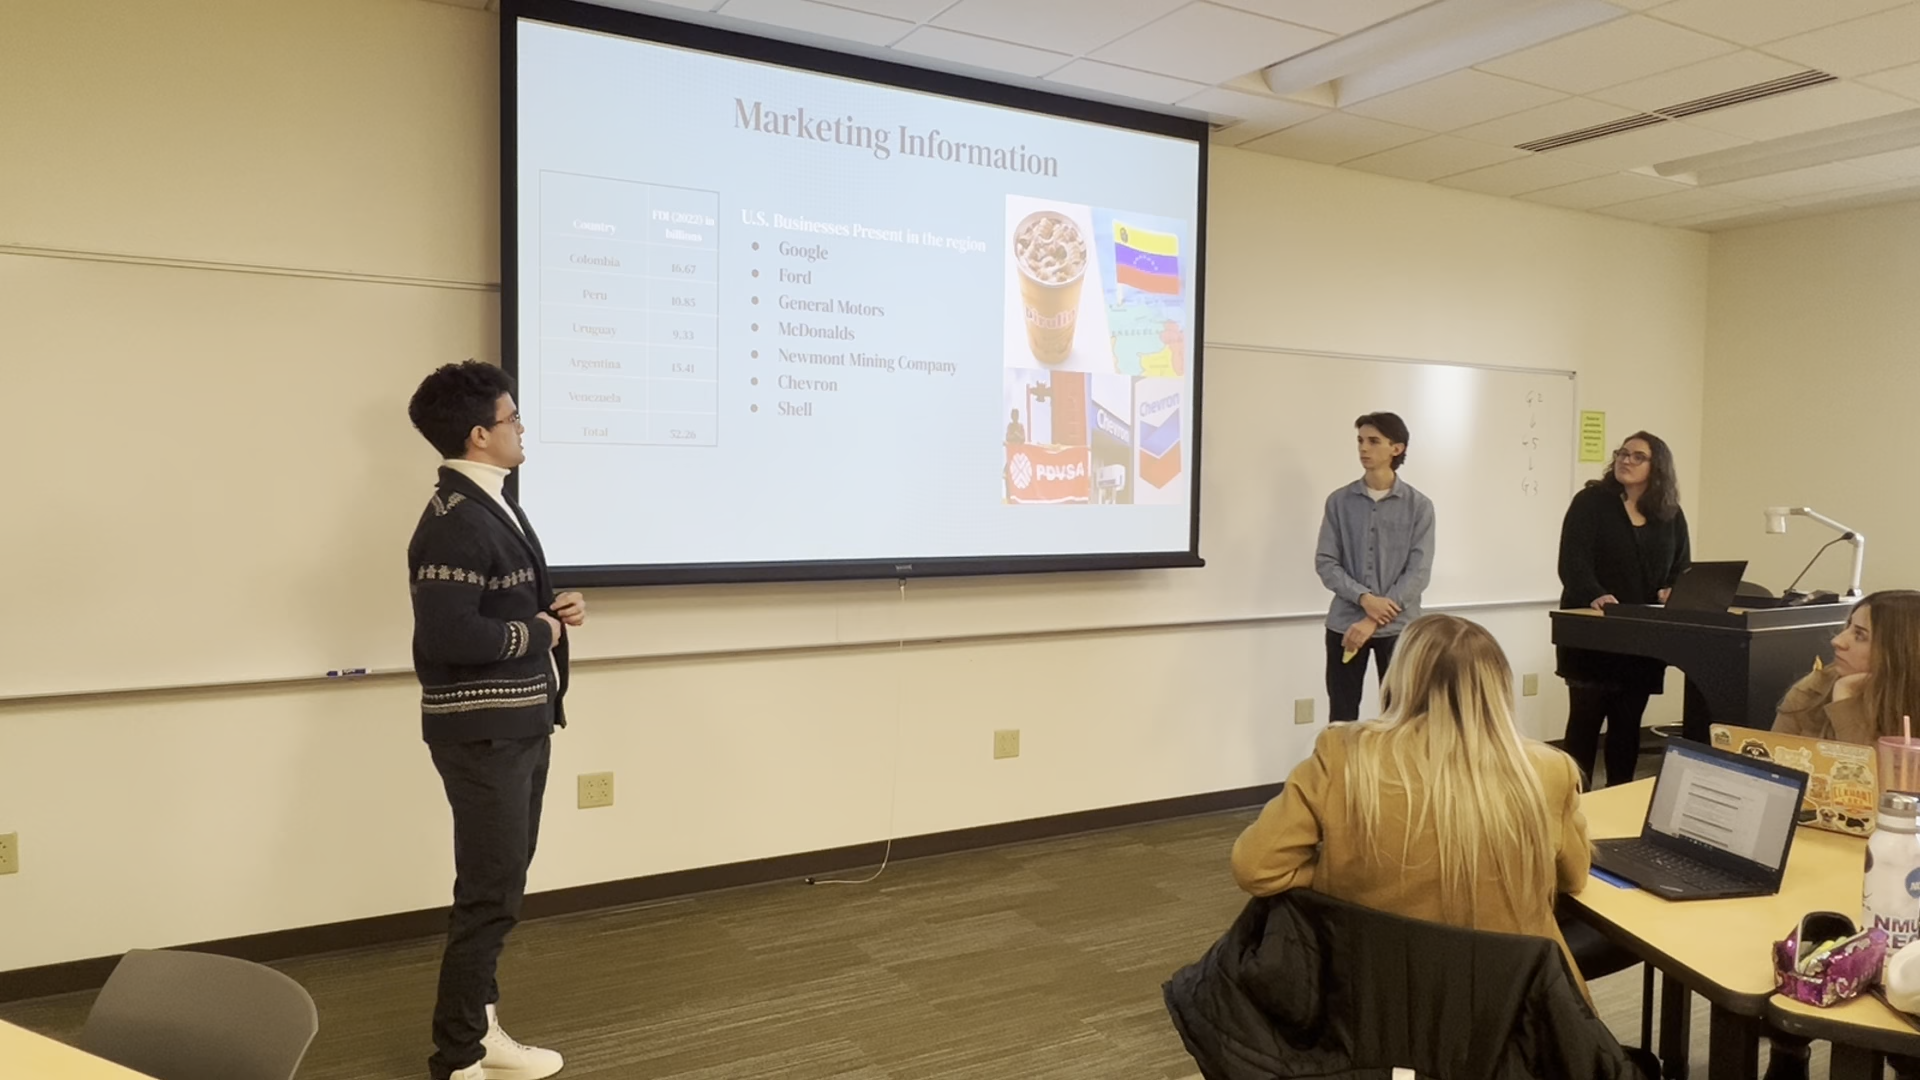 Marketing Information
Country FDI (2022) in
billions
Colombia 16.67
Peru 10.85
Uruguay 9.33
Argentina 15.41
Venezuela
Total 52.26
U.S. Businesses Present in the region
● Google
● Ford
● General Motors
● McDonalds
● Newmont Mining Company
● Chevron
● Shell
Chevron
Chevron
PDVSA
NMU
REC